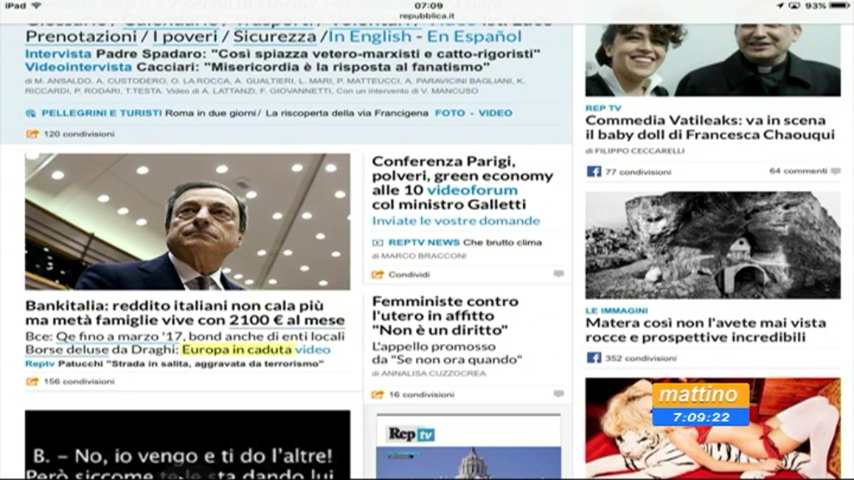 iPad
07:09
93%
repubblica.it
Prenotazioni / I poveri / Sicurezza /In English - En Español
Intervista Padre Spadaro: "Così spiazza vetero-marxisti e catto-rigoristi"
Videointervista Cacciari: "Misericordia è la risposta al fanatismo"
di M. ANSALDO, A. CUSTODERO, O. LA ROCCA, A. GUALTIERI, L. MARI, P. MATTEUCCI, A. PARAVICINI BAGLIANI, K.
RICCARDI, P. RODARI, T.TESTA. Video di A. LATTANZI, F. GIOVANNETTI, Con un intervento di V. MANCUSO
PELLEGRINI E TURISTI Roma in due giorni/ La riscoperta della via Francigena FOTO - VIDEO
120 condivisioni
Bankitalia: reddito italiani non cala più
ma metà famiglie vive con 2100 € al mese
Bce: Qe fino a marzo '17, bond anche di enti locali
Borse deluse da Draghi: Europa in caduta video
Reptv Patucchi "Strada in salita, aggravata da terrorismo"
156 condivisioni
B. – No, io vengo e ti do l'altre!
Però siccome te le sta dando lui
Conferenza Parigi,
polveri, green economy
alle 10 videoforum
col ministro Galletti
Inviate le vostre domande
REPTV NEWS Che brutto clima
di MARCO BRACCONI
Condividi
Femministe contro
l'utero in affitto
"Non è un diritto"
L'appello promosso
da "Se non ora quando"
di ANNALISA CUZZOCREA
16 condivisioni
Rep tv
REP TV
Commedia Vatileaks: va in scena
il baby doll di Francesca Chaouqui
di FILIPPO CECCARELLI
77 condivisioni
64 commenti
LE IMMAGINI
Matera così non l'avete mai vista
rocce e prospettive incredibili
352 condivisioni
mattino
7:09:22